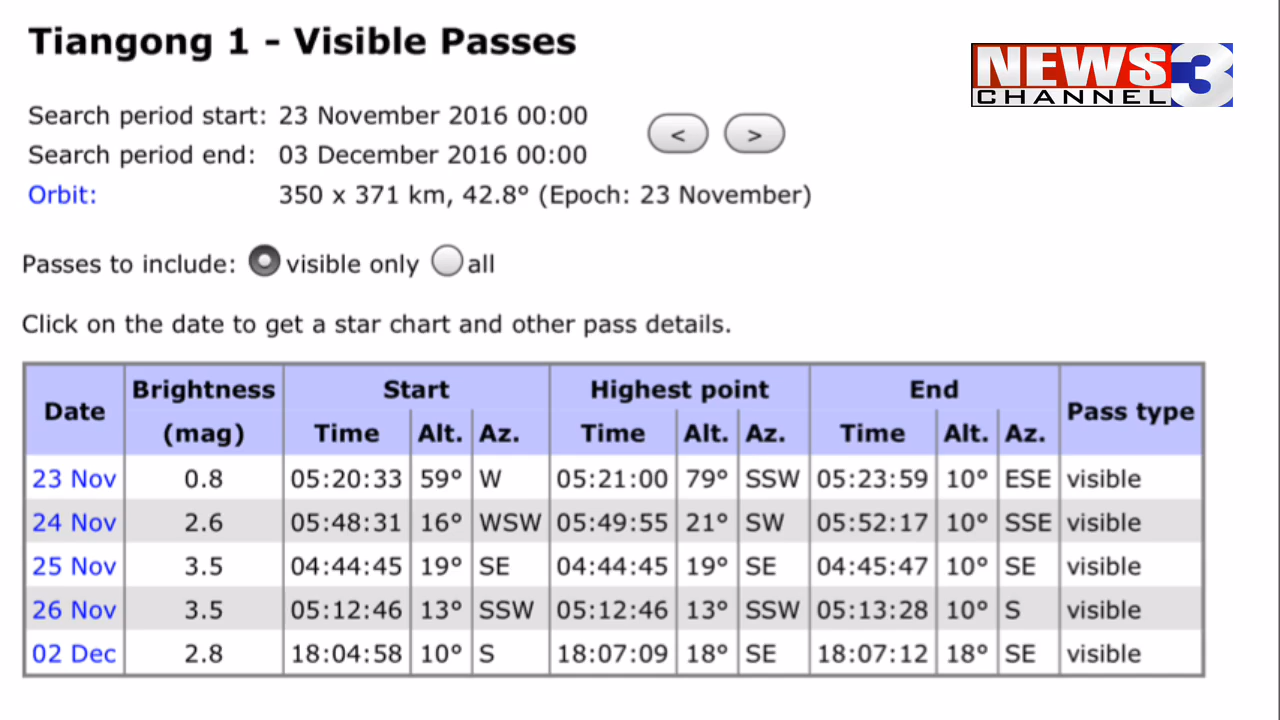 Tiangong 1 - Visible Passes
NEWS 3
CHANNEL
Search period start: 23 November 2016 00:00
< >
Search period end: 03 December 2016 00:00
Orbit: 350 x 371 km, 42.8° (Epoch: 23 November)
Passes to include: visible only all
Click on the date to get a star chart and other pass details.
Date Brightness (mag) Start Highest point End Pass type
Time Alt. Az. Time Alt. Az. Time Alt. Az.
23 Nov 0.8 05:20:33 59° W 05:21:00 79° SSW 05:23:59 10° ESE visible
24 Nov 2.6 05:48:31 16° WSW 05:49:55 21° SW 05:52:17 10° SSE visible
25 Nov 3.5 04:44:45 19° SE 04:44:45 19° SE 04:45:47 10° SE visible
26 Nov 3.5 05:12:46 13° SSW 05:12:46 13° SSW 05:13:28 10° S visible
02 Dec 2.8 18:04:58 10° S 18:07:09 18° SE 18:07:12 18° SE visible